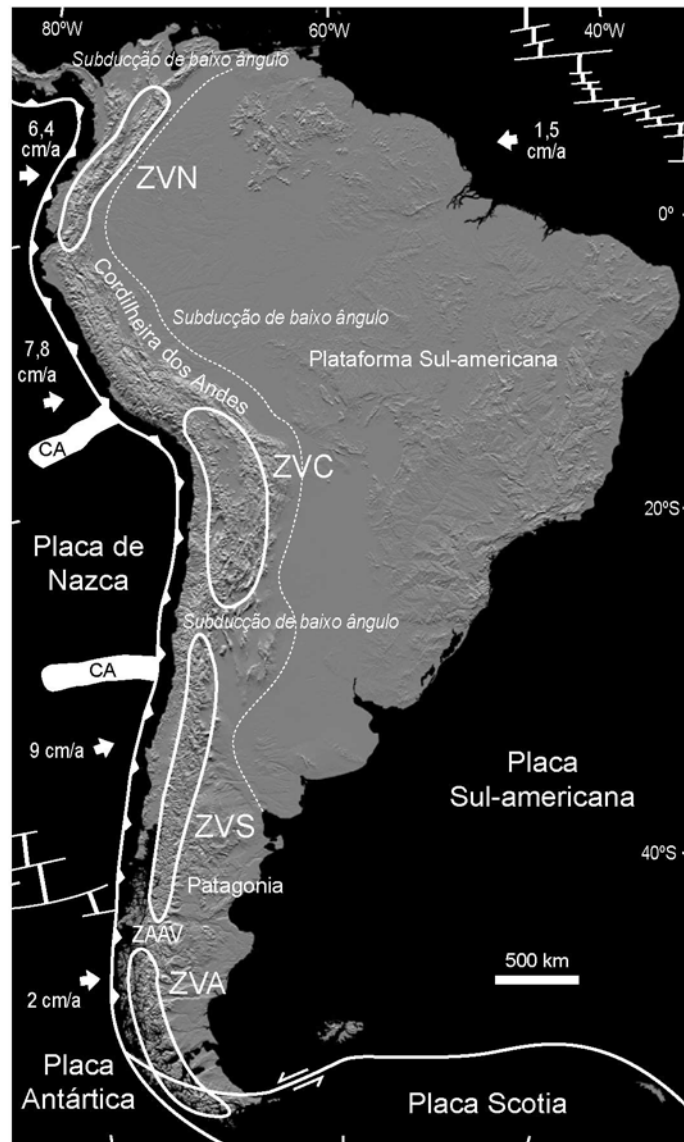 80ºW
60ºW
40ºW
Subducção de baixo ângulo
6,4
cm/a
1,5
cm/a
ZVN
0º
Cordilheira dos Andes
Subducção de baixo ângulo
7,8
cm/a
Plataforma Sul-americana
CA
ZVC
20ºS
Placa de
Nazca
Subducção de baixo ângulo
CA
9 cm/a
Placa
Sul-americana
ZVS
40ºS
Patagonia
ZAAV
500 km
ZVA
2 cm/a
Placa
Antártica
Placa Scotia